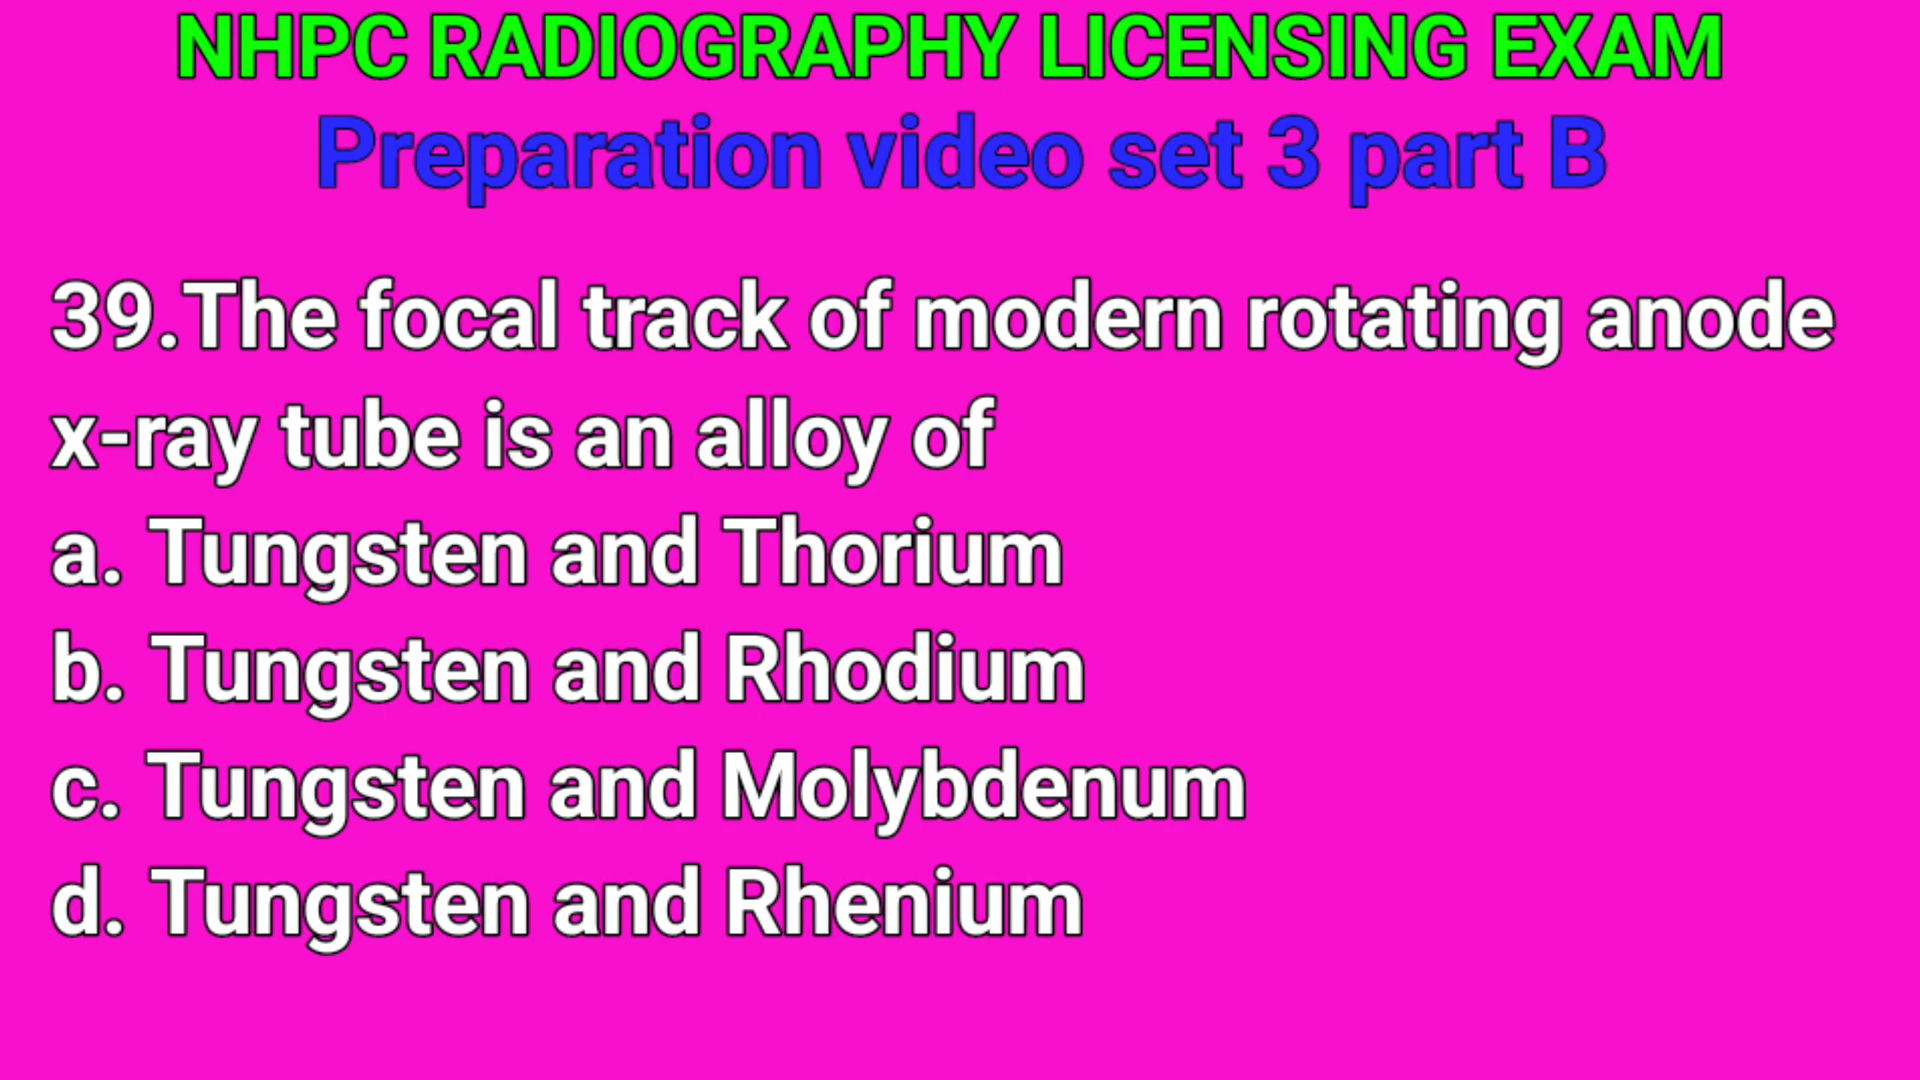 NHPC RADIOGRAPHY LICENSING EXAM
Preparation video set 3 part B
39.The focal track of modern rotating anode
x-ray tube is an alloy of
a. Tungsten and Thorium
b. Tungsten and Rhodium
c. Tungsten and Molybdenum
d. Tungsten and Rhenium